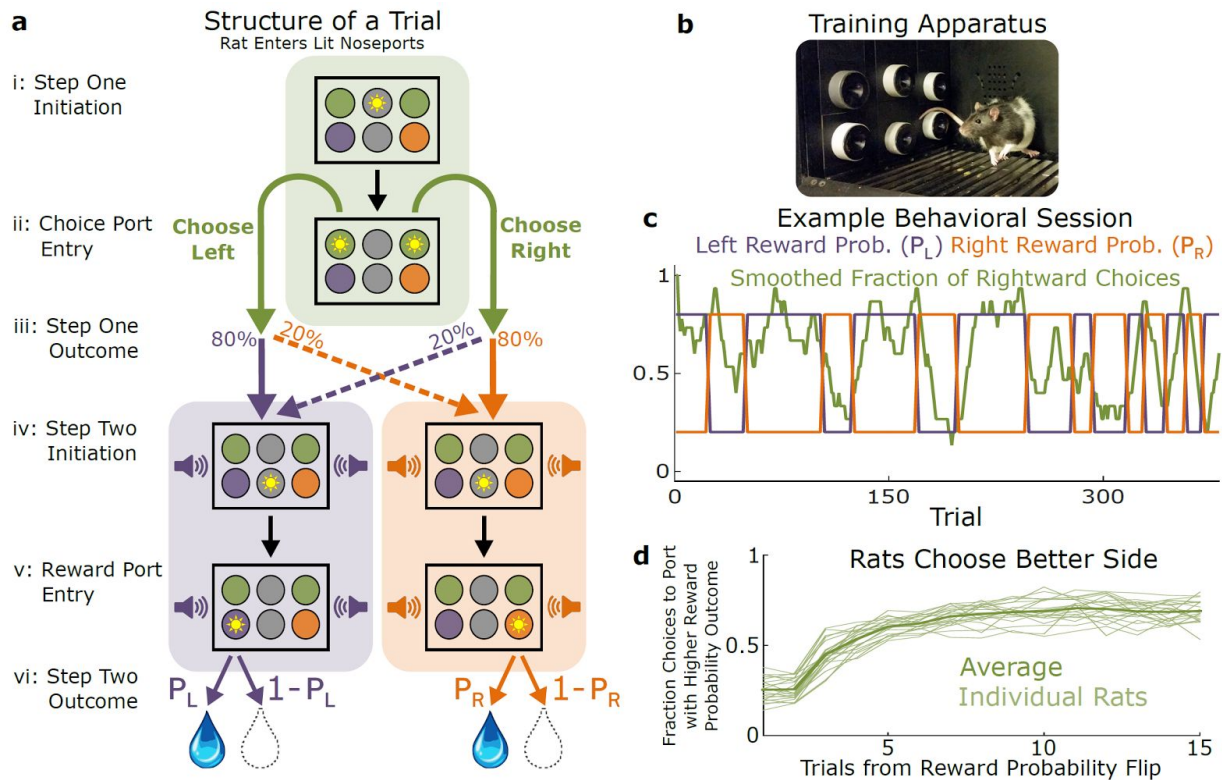 a
Structure of a Trial
Rat Enters Lit Noseports
i: Step One
Initiation
ii: Choice Port
Entry
Choose
Left
Choose
Right
iii: Step One
Outcome
80%
20%
20%
80%
iv: Step Two
Initiation
v: Reward Port
Entry
vi: Step Two
Outcome
PL
1-PL
PR
1-PR
b
Training Apparatus
c
Example Behavioral Session
Left Reward Prob. (PL) Right Reward Prob. (PR)
Smoothed Fraction of Rightward Choices
1
0.5
0
0
150
300
Trial
d
Rats Choose Better Side
Fraction Choices to Port
with Higher Reward
Probability Outcome
1
0.5
0
Average
Individual Rats
5
10
15
Trials from Reward Probability Flip